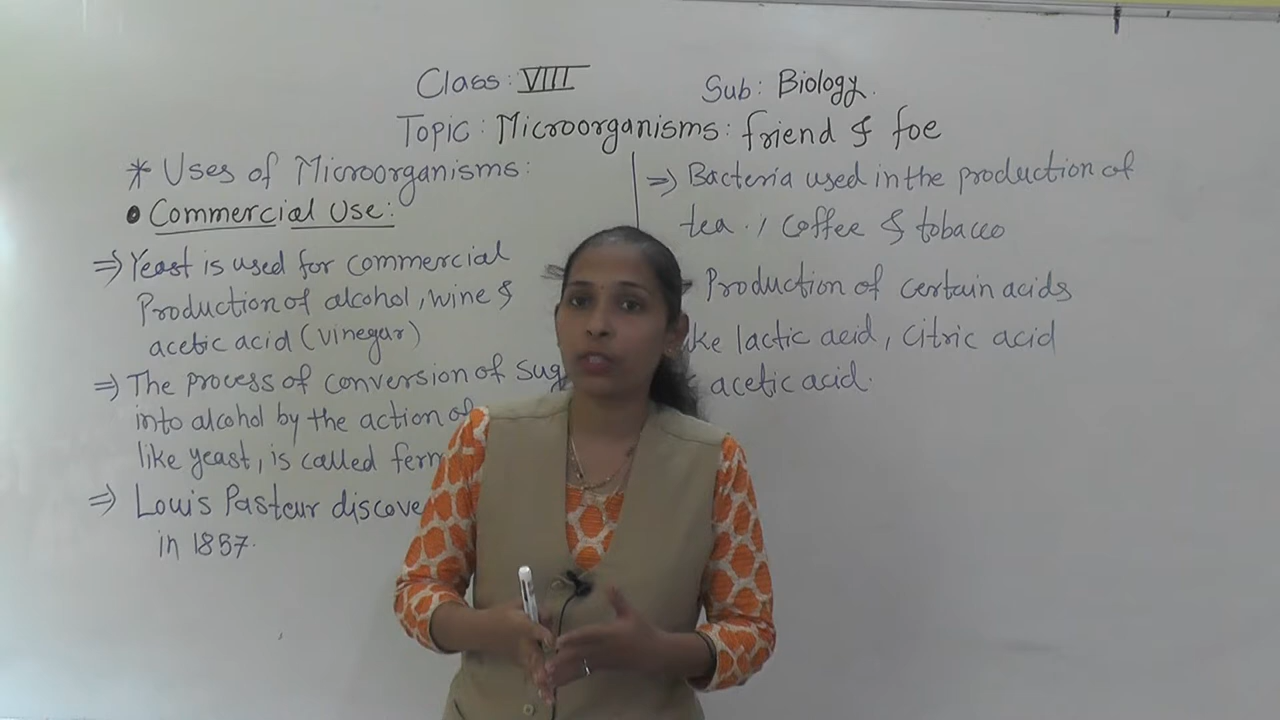 Class: VIII Sub: Biology.
Topic: Microorganisms: friend & foe
* Uses of Microorganisms:
• Commercial Use:
⇒ Yeast is used for commercial
Production of alcohol, wine &
acetic acid (vinegar)
⇒ The process of conversion of
into alcohol by the action of
like yeast, is called
⇒ Louis Pasteur
in 1857.
⇒ Bacteria used in the production of
tea, coffee & tobacco
Production of certain acids
lactic acid, citric acid
acetic acid.